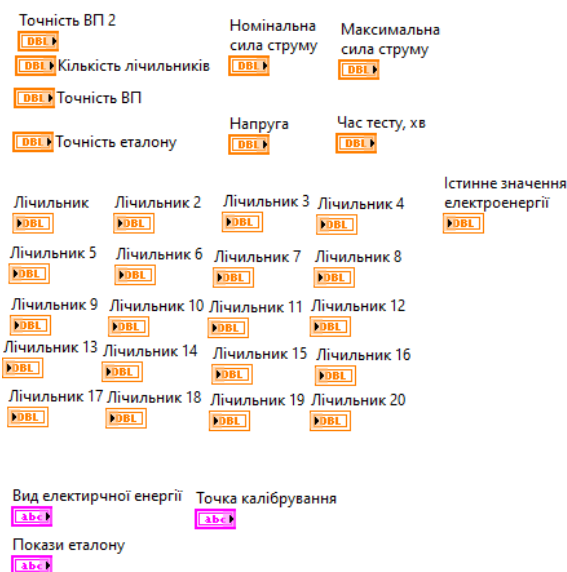 Точність ВП 2
DBL
Номінальна
сила струму
DBL
Максимальна
сила струму
DBL
DBL Кількість лічильників
DBL Точність ВП
DBL Точність еталону
Напруга
DBL
Час тесту, хв
DBL
Істинне значення
електроенергії
DBL
Лічильник Лічильник 2 Лічильник 3 Лічильник 4
DBL DBL DBL DBL
Лічильник 5 Лічильник 6 Лічильник 7 Лічильник 8
DBL DBL DBL DBL
Лічильник 9 Лічильник 10 Лічильник 11 Лічильник 12
DBL DBL DBL DBL
Лічильник 13 Лічильник 14 Лічильник 15 Лічильник 16
DBL DBL DBL DBL
Лічильник 17 Лічильник 18 Лічильник 19 Лічильник 20
DBL DBL DBL DBL
Вид електирчної енергії Точка калібрування
abc abc
Покази еталону
abc